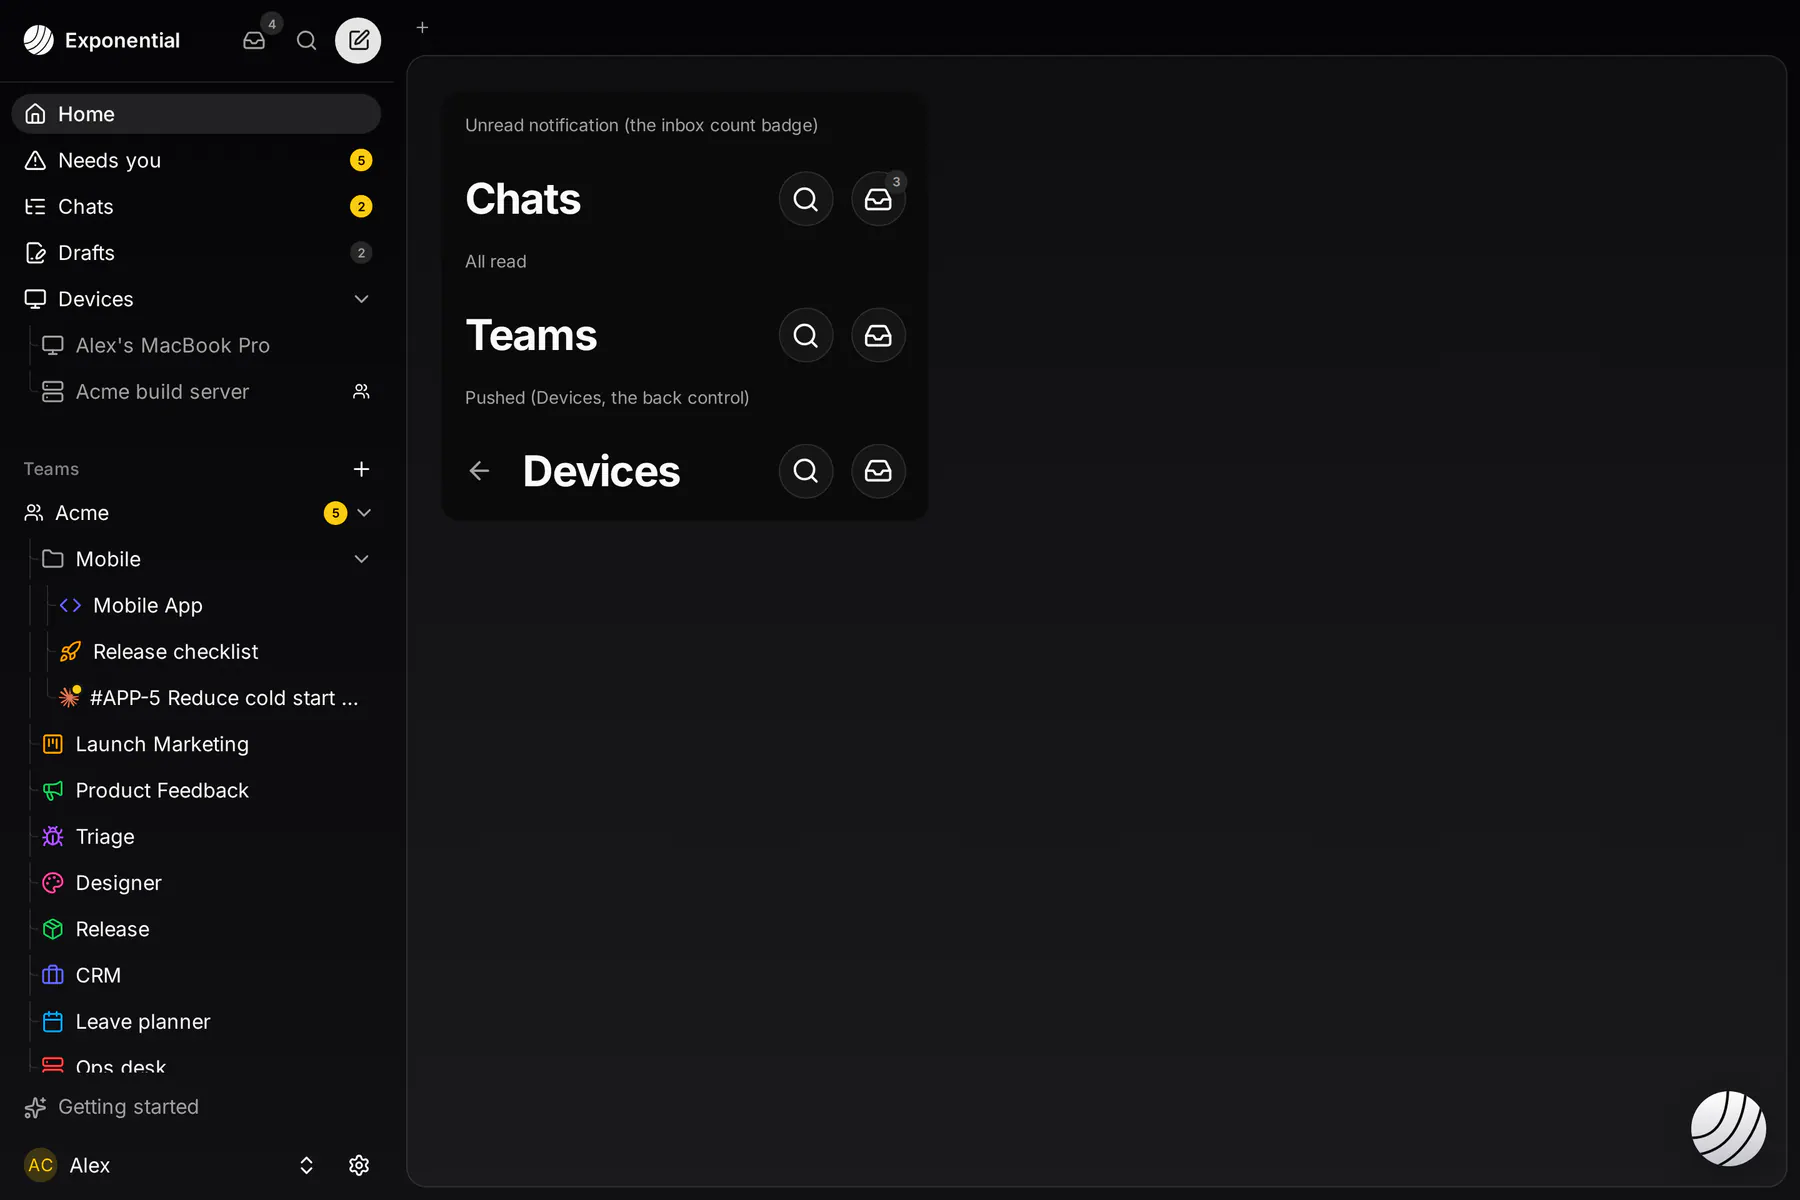 Exponential
4
Home
Needs you
5
Chats
2
Drafts
2
Devices
Alex's MacBook Pro
Acme build server
Teams
Acme
5
Mobile
Mobile App
Release checklist
#APP-5 Reduce cold start ...
Launch Marketing
Product Feedback
Triage
Designer
Release
CRM
Leave planner
Ops desk
Getting started
AC
Alex
Unread notification (the inbox count badge)
Chats
3
All read
Teams
Pushed (Devices, the back control)
Devices